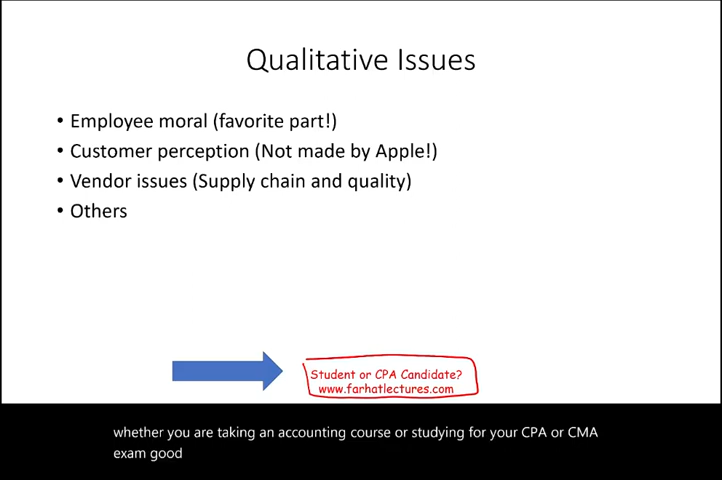 Qualitative Issues
• Employee moral (favorite part!)
• Customer perception (Not made by Apple!)
• Vendor issues (Supply chain and quality)
• Others
Student or CPA Candidate?
www.farhatlectures.com
whether you are taking an accounting course or studying for your CPA or CMA
exam good